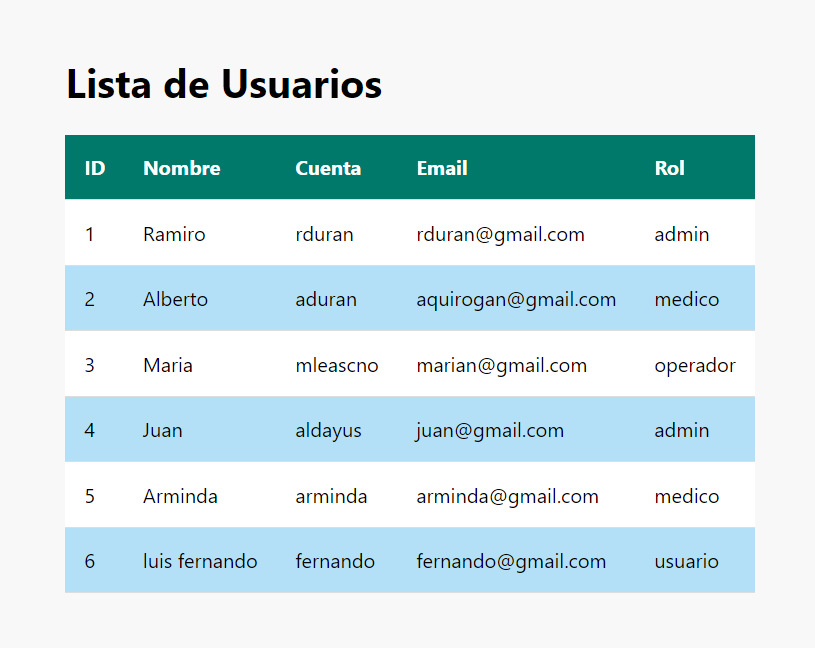 Lista de Usuarios
ID Nombre Cuenta Email Rol
1 Ramiro rduran rduran@gmail.com admin
2 Alberto aduran aquirogan@gmail.com medico
3 Maria mleascno marian@gmail.com operador
4 Juan aldayus juan@gmail.com admin
5 Arminda arminda arminda@gmail.com medico
6 luis fernando fernando fernando@gmail.com usuario